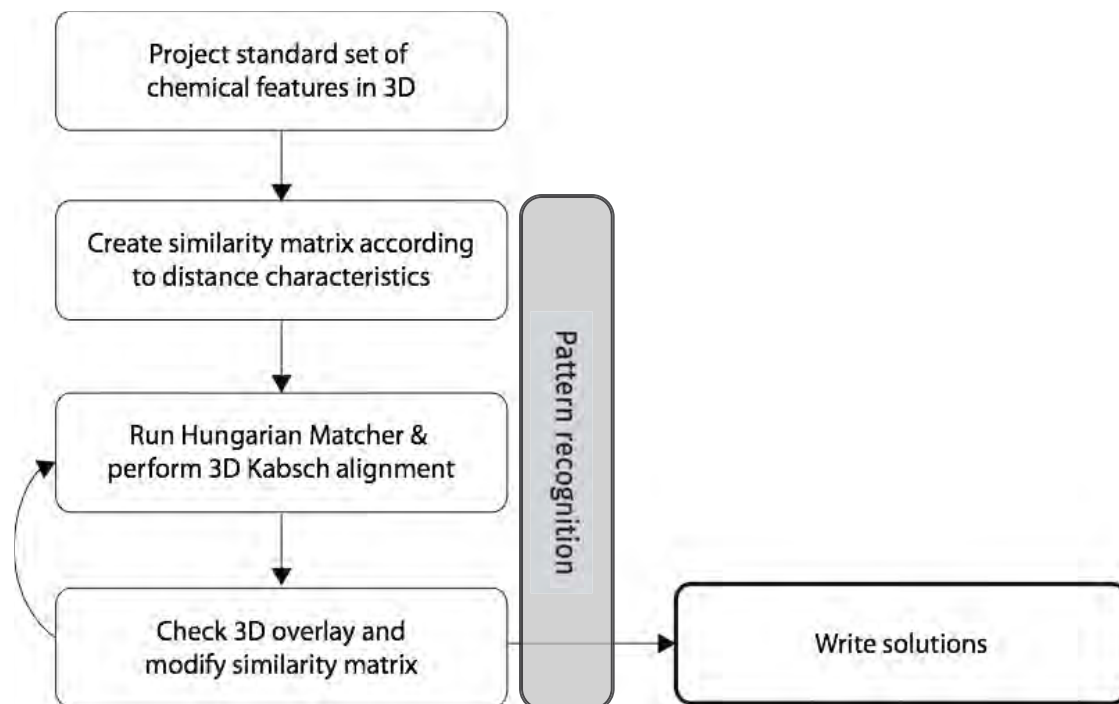 Project standard set of
chemical features in 3D
Create similarity matrix according
to distance characteristics
Run Hungarian Matcher &
perform 3D Kabsch alignment
Check 3D overlay and
modify similarity matrix
Pattern recognition
Write solutions